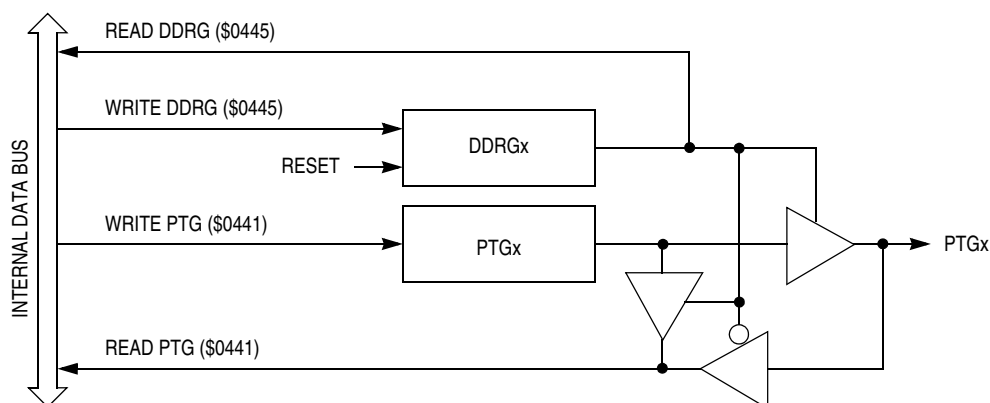 READ DDRG ($0445)
WRITE DDRG ($0445)
DDRGx
RESET
INTERNAL DATA BUS
WRITE PTG ($0441)
PTGx
PTGx
READ PTG ($0441)